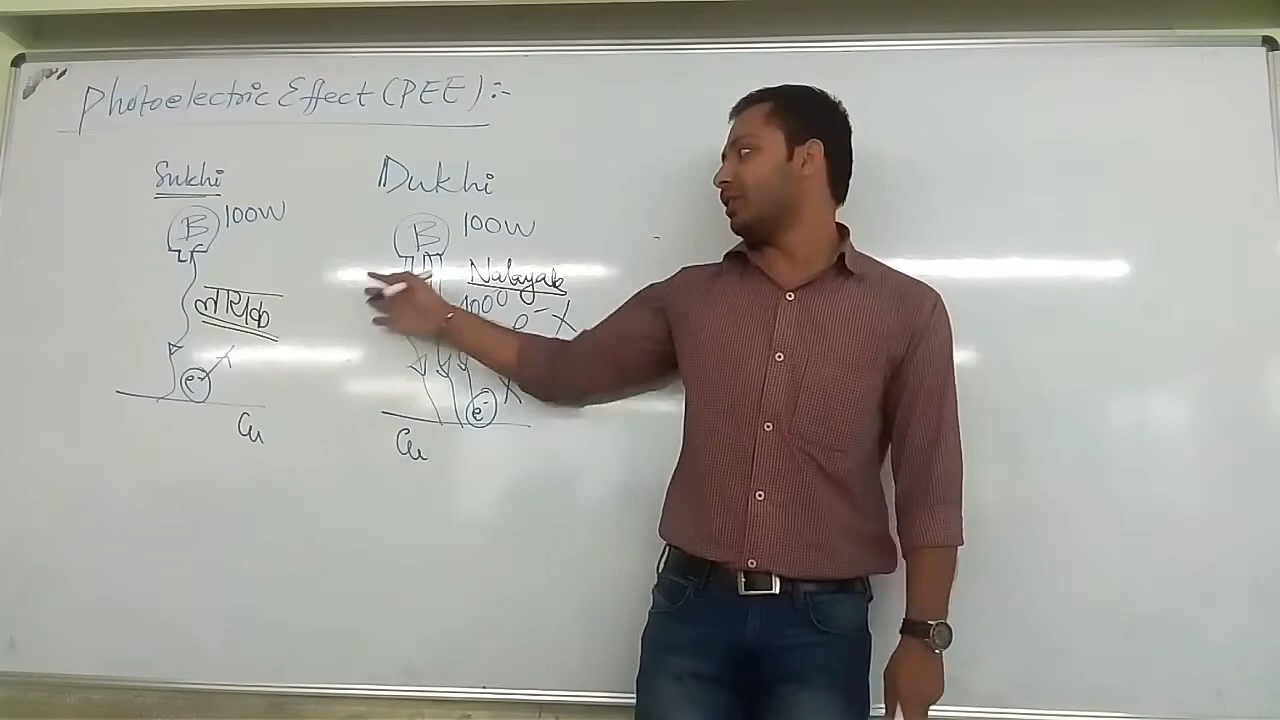 Photoelectric Effect (PEE) :-
Sukhi
B 100W
लायक
e-
Cu
Dukhi
B 100W
Nalayak
1000
e- X
e- X
Cu